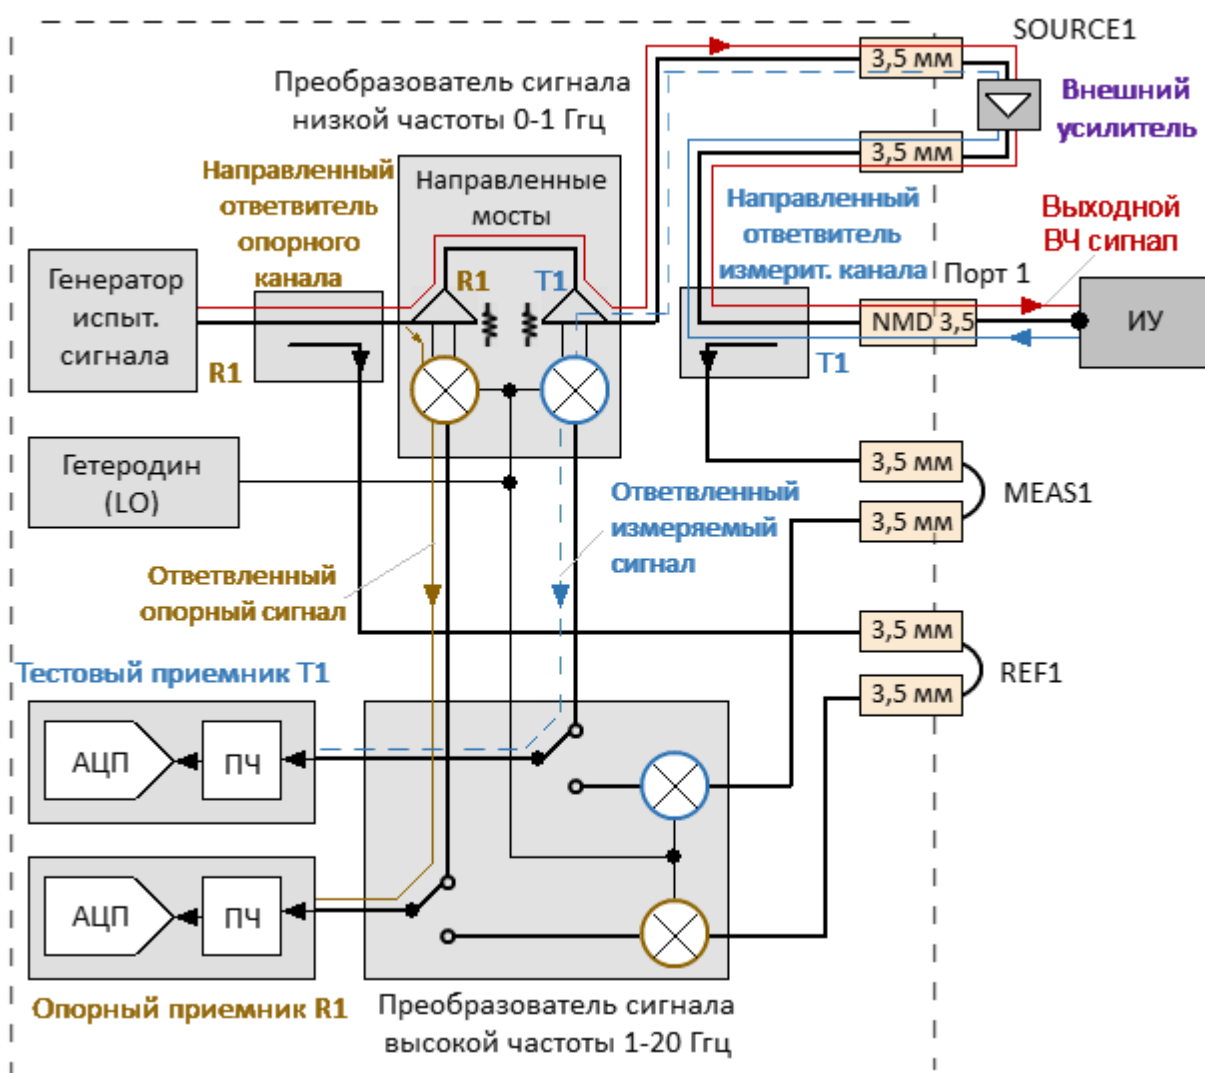 SOURCE1
3,5 мм
Преобразователь сигнала
низкой частоты 0-1 Ггц
Внешний
усилитель
3,5 мм
Направленный
ответвитель
опорного
канала
Направленные
мосты
Направленный
ответвитель
измерит. канала
Выходной
ВЧ сигнал
Генератор
испыт.
сигнала
R1
R1
T1
Порт 1
NMD 3,5
ИУ
T1
Гетеродин
(LO)
3,5 мм
MEAS1
3,5 мм
Ответвленный
измеряемый
сигнал
Ответвленный
опорный сигнал
3,5 мм
REF1
3,5 мм
Тестовый приемник T1
АЦП
ПЧ
АЦП
ПЧ
Опорный приемник R1
Преобразователь сигнала
высокой частоты 1-20 Ггц